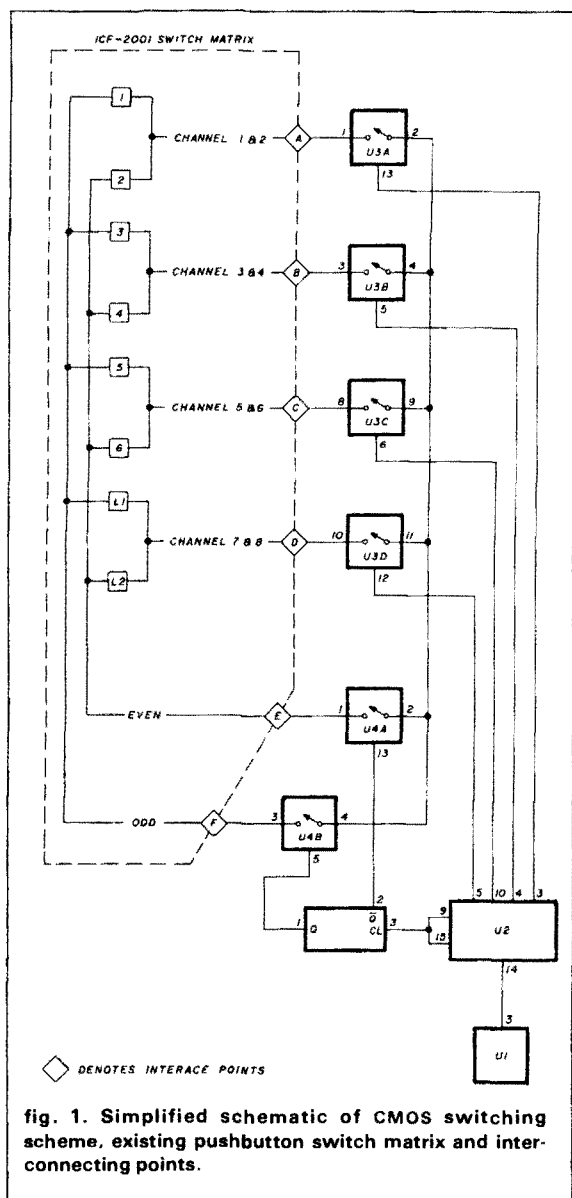 ICF-2001 SWITCH MATRIX
1
CHANNEL 1 & 2
A
1
2
U3A
13
2
3
CHANNEL 3 & 4
B
3
4
U3B
5
4
5
CHANNEL 5 & 6
C
8
9
U3C
6
6
L1
CHANNEL 7 & 8
D
10
11
U3D
12
L2
EVEN
E
1
2
U4A
13
ODD
F
3
4
U4B
5
1
Q
2
Q̅
CL
3
9
15
5
10
4
3
U2
14
3
U1
DENOTES INTERACE POINTS
fig. 1. Simplified schematic of CMOS switching
scheme, existing pushbutton switch matrix and inter-
connecting points.